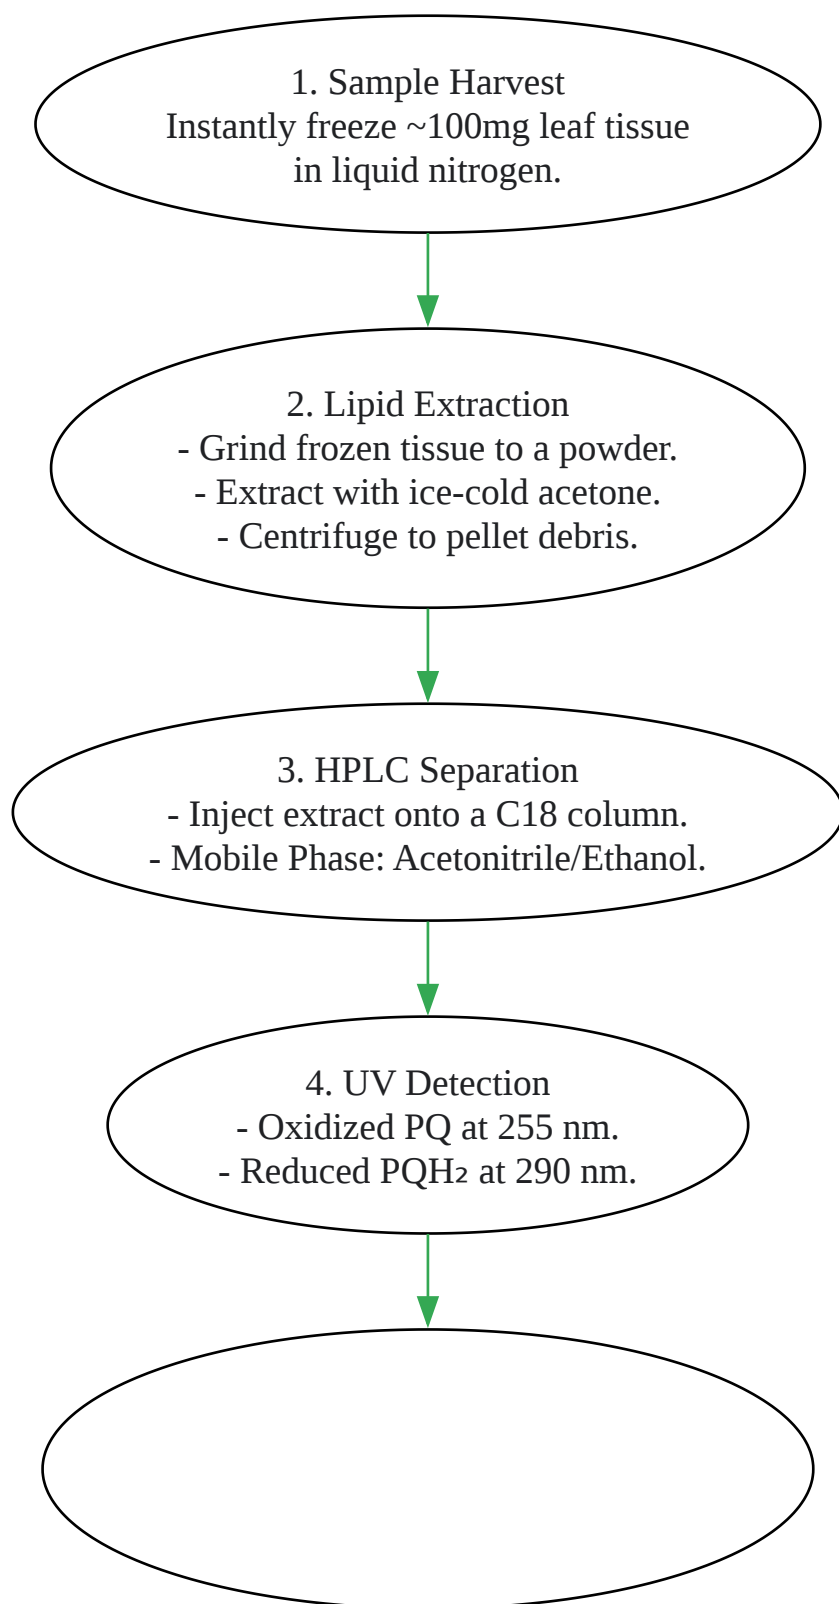 1. Sample Harvest
Instantly freeze ~100mg leaf tissue
in liquid nitrogen.
2. Lipid Extraction
- Grind frozen tissue to a powder.
- Extract with ice-cold acetone.
- Centrifuge to pellet debris.
3. HPLC Separation
- Inject extract onto a C18 column.
- Mobile Phase: Acetonitrile/Ethanol.
4. UV Detection
- Oxidized PQ at 255 nm.
- Reduced PQH₂ at 290 nm.